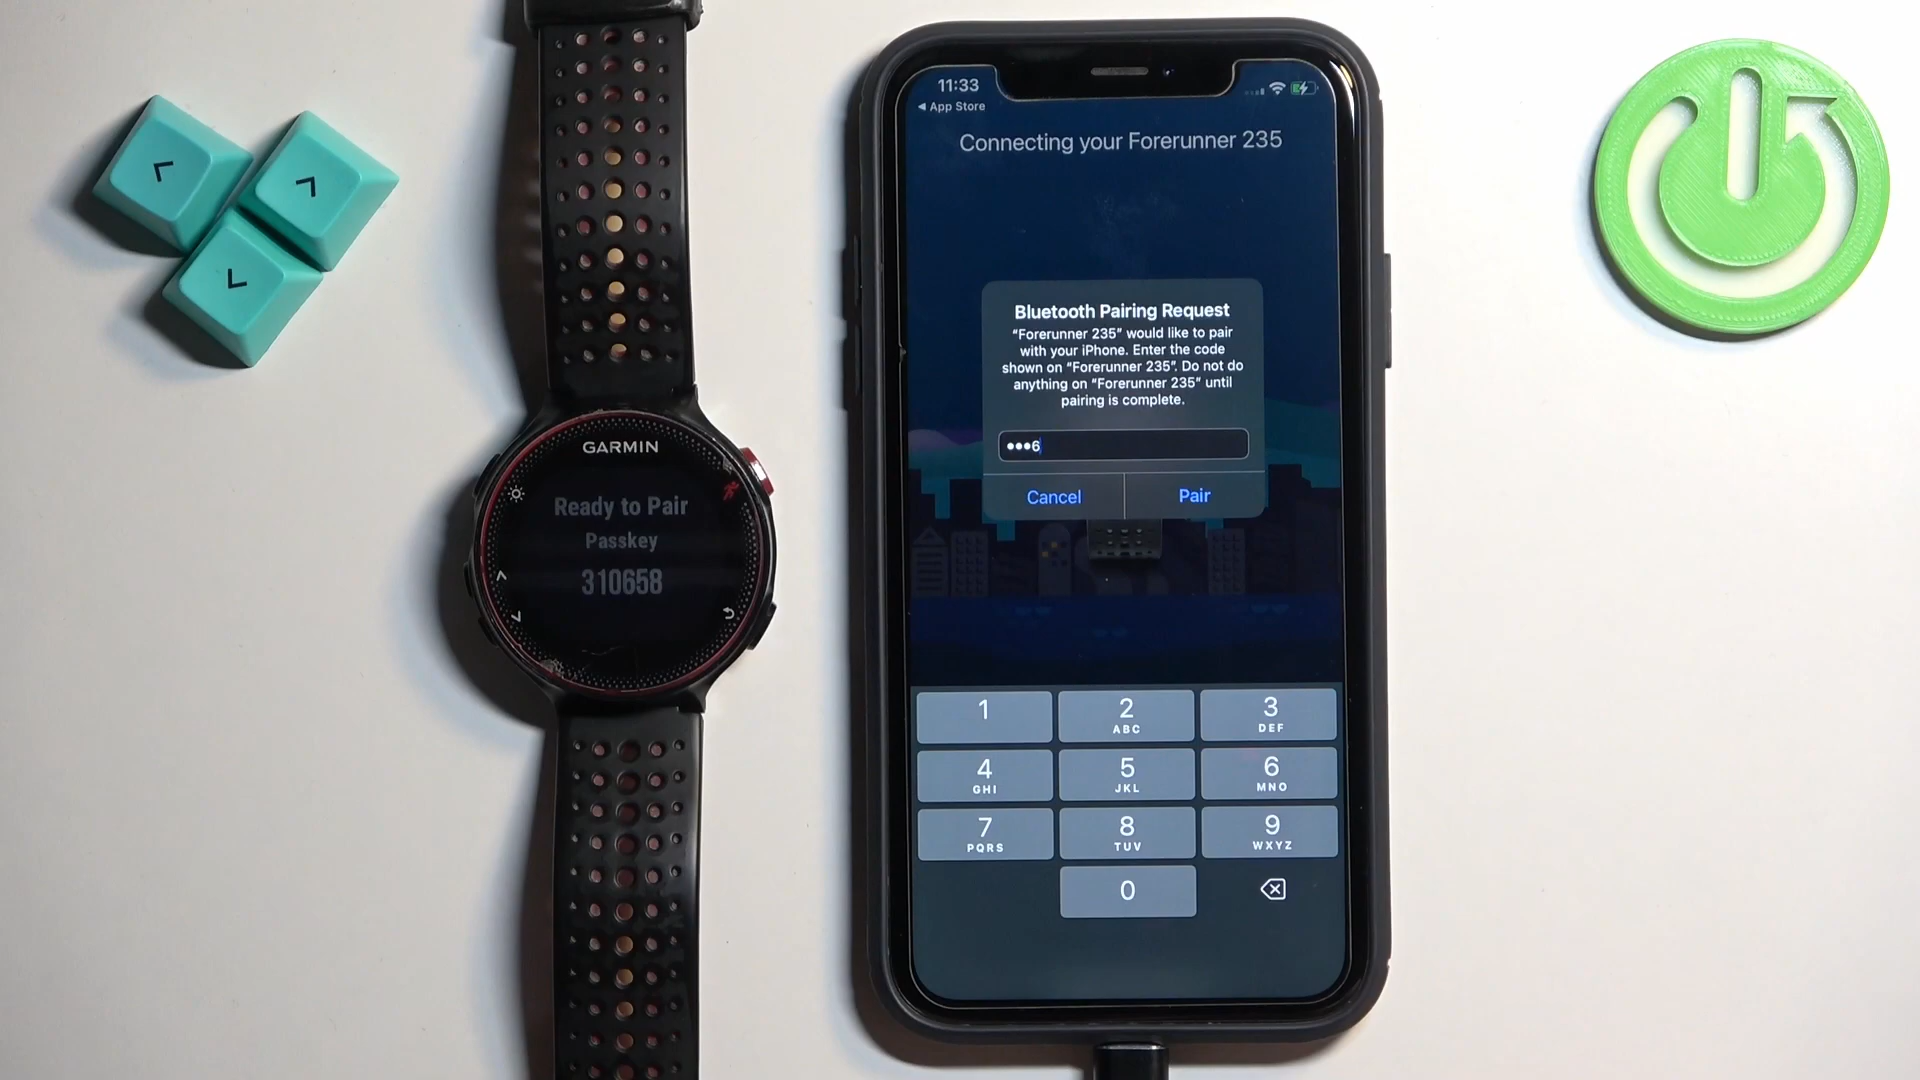 GARMIN
Ready to Pair
Passkey
310658
11:33
◀ App Store
Connecting your Forerunner 235
Bluetooth Pairing Request
“Forerunner 235” would like to pair
with your iPhone. Enter the code
shown on “Forerunner 235”. Do not do
anything on “Forerunner 235” until
pairing is complete.
•••6
Cancel Pair
1 2 3
ABC DEF
4 5 6
GHI JKL MNO
7 8 9
PQRS TUV WXYZ
0